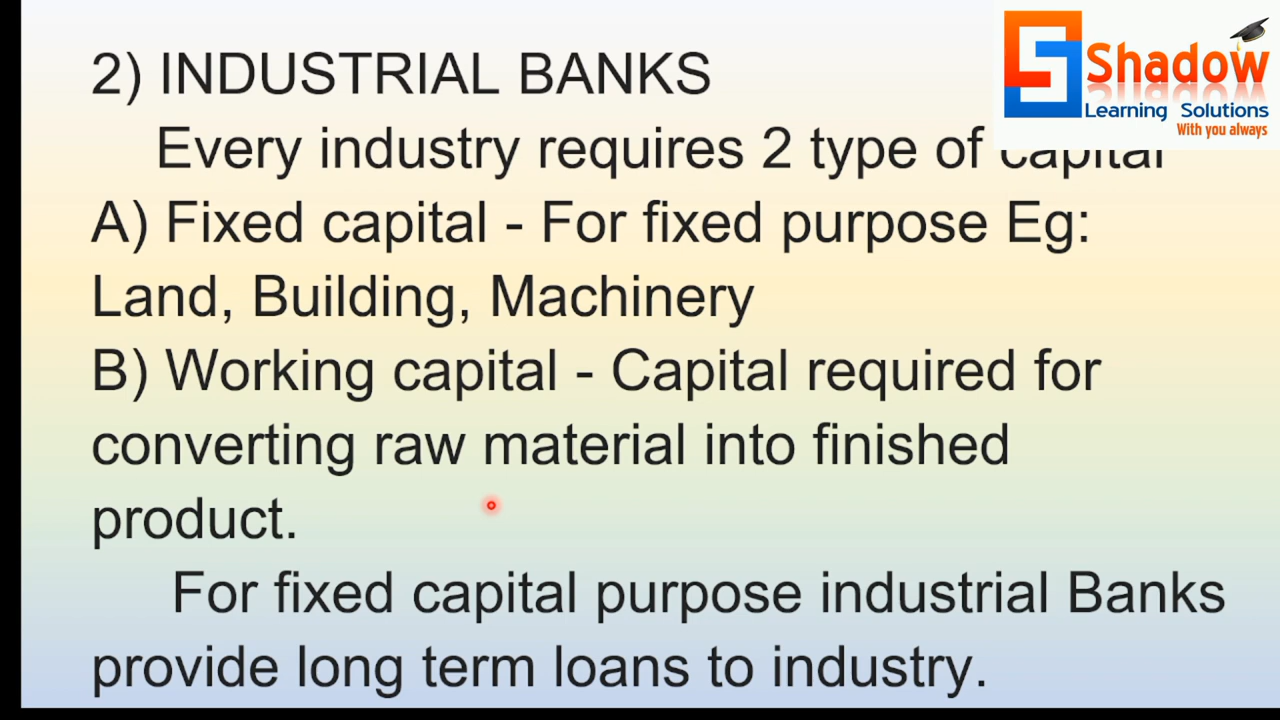 2) INDUSTRIAL BANKS
Shadow
Learning Solutions
With you always
Every industry requires 2 type of capital
A) Fixed capital - For fixed purpose Eg:
Land, Building, Machinery
B) Working capital - Capital required for
converting raw material into finished
product.
For fixed capital purpose industrial Banks
provide long term loans to industry.